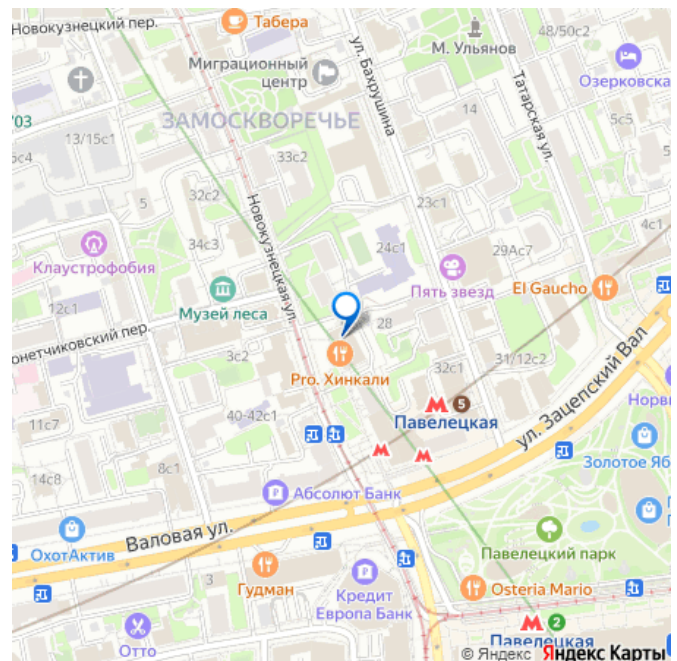 Новокузнецкий пер.
Табера
ул. Бахрушина
М. Ульянов
48/50с2
Миграционный
центр
Озерковска
Татарская ул.
/03
ЗАМОСКВОРЕЧЬЕ
14
5с5
13/15с1
5с4
33с2
32с2
5
23с1
Новокузнецкая ул.
4с1
34с3
24с1
29Ас7
Клаустрофобия
Пять звезд
El Gaucho
12с1
Музей леса
онетчиковский пер.
28
ул. Зацепский Вал
3с2
Pro. Хинкали
32с1
31/12с2
5
Норви
40-42с1
Павелецкая
11с7
Золотое Яб
8с1
14с8
Абсолют Банк
Валовая ул.
ОхотАктив
Павелецкий парк
Гудман
3
Кредит
Европа Банк
Osteria Mario
2
Отто
Павелецкая
© Яндекс Яндекс Карты